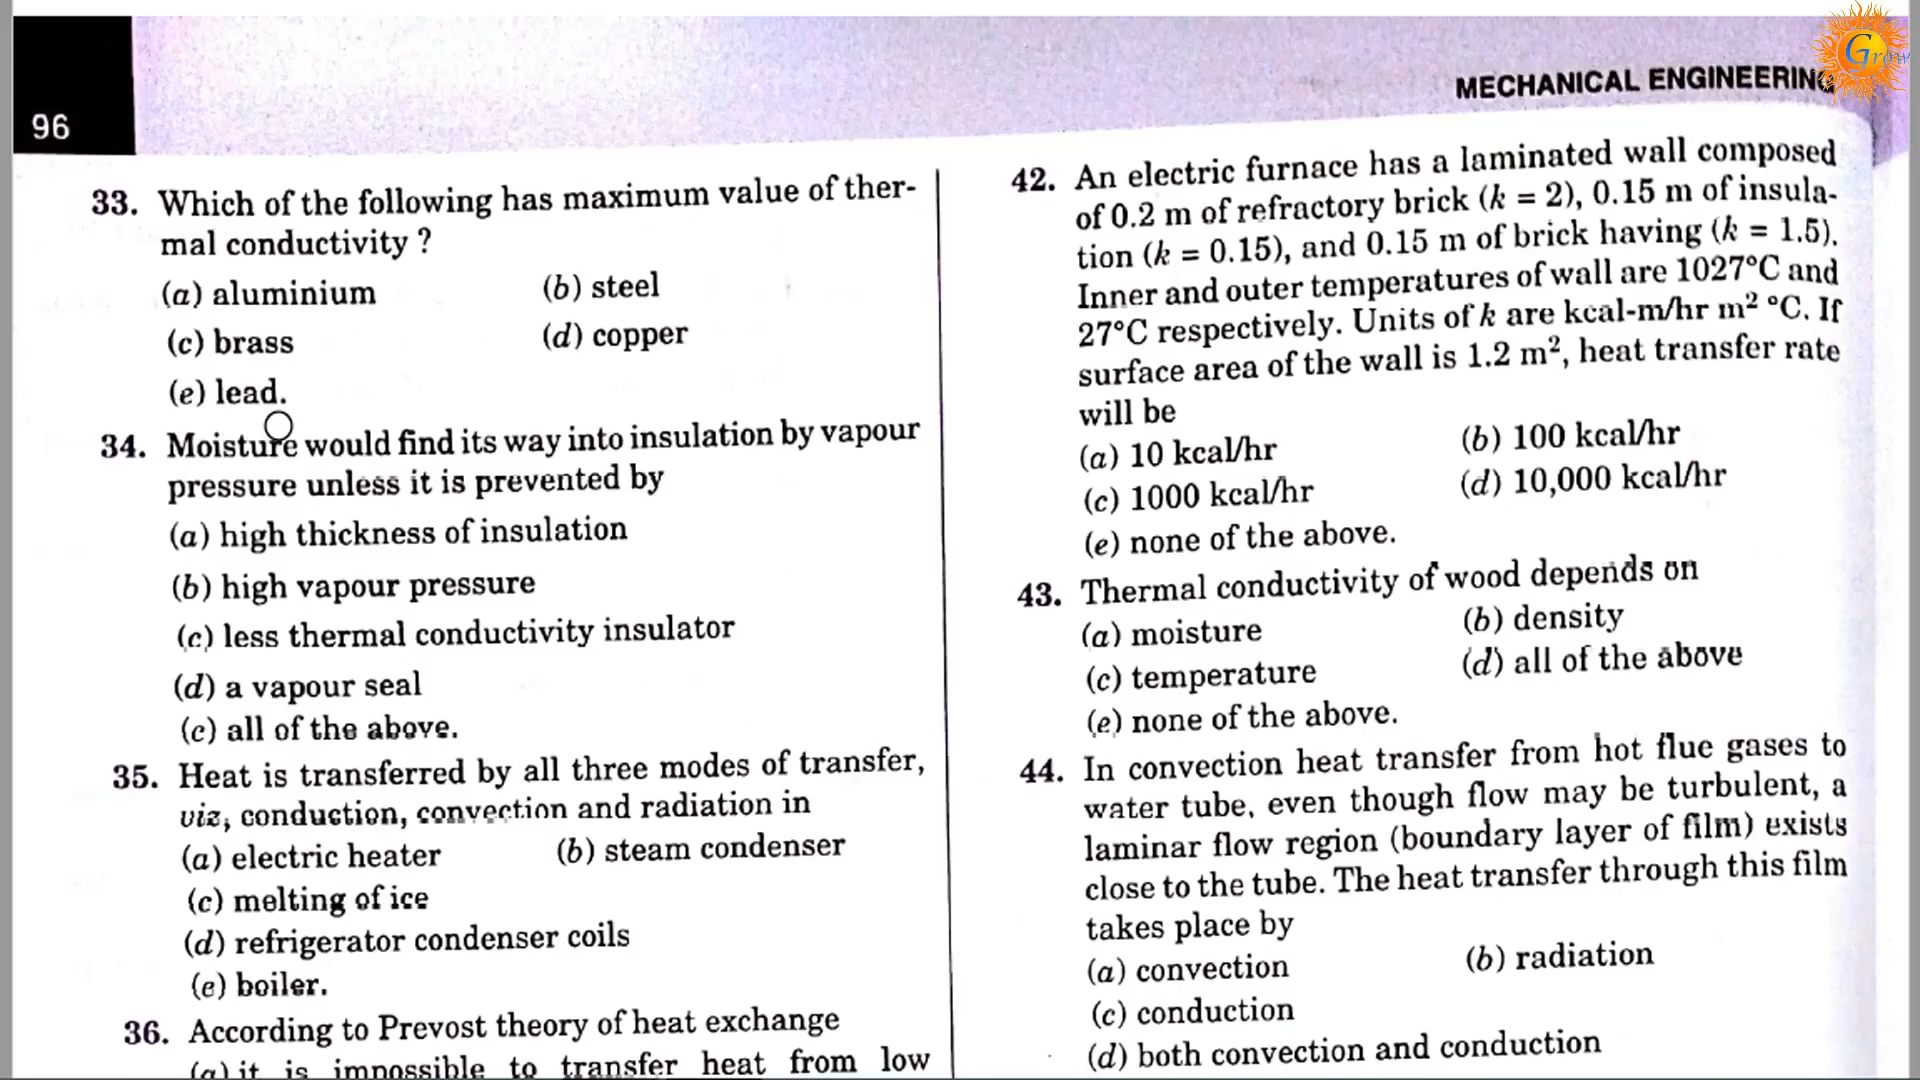 Grow
MECHANICAL ENGINEERING
96
33. Which of the following has maximum value of ther-
mal conductivity ?
(a) aluminium (b) steel
(c) brass (d) copper
(e) lead.
34. Moisture would find its way into insulation by vapour
pressure unless it is prevented by
(a) high thickness of insulation
(b) high vapour pressure
(c) less thermal conductivity insulator
(d) a vapour seal
(e) all of the above.
35. Heat is transferred by all three modes of transfer,
viz, conduction, convection and radiation in
(a) electric heater (b) steam condenser
(c) melting of ice
(d) refrigerator condenser coils
(e) boiler.
36. According to Prevost theory of heat exchange
(a) it is impossible to transfer heat from low
42. An electric furnace has a laminated wall composed
of 0.2 m of refractory brick (k = 2), 0.15 m of insula-
tion (k = 0.15), and 0.15 m of brick having (k = 1.5).
Inner and outer temperatures of wall are 1027°C and
27°C respectively. Units of k are kcal-m/hr m² °C. If
surface area of the wall is 1.2 m², heat transfer rate
will be
(a) 10 kcal/hr (b) 100 kcal/hr
(c) 1000 kcal/hr (d) 10,000 kcal/hr
(e) none of the above.
43. Thermal conductivity of wood depends on
(a) moisture (b) density
(c) temperature (d) all of the above
(e) none of the above.
44. In convection heat transfer from hot flue gases to
water tube, even though flow may be turbulent, a
laminar flow region (boundary layer of film) exists
close to the tube. The heat transfer through this film
takes place by
(a) convection (b) radiation
(c) conduction
(d) both convection and conduction